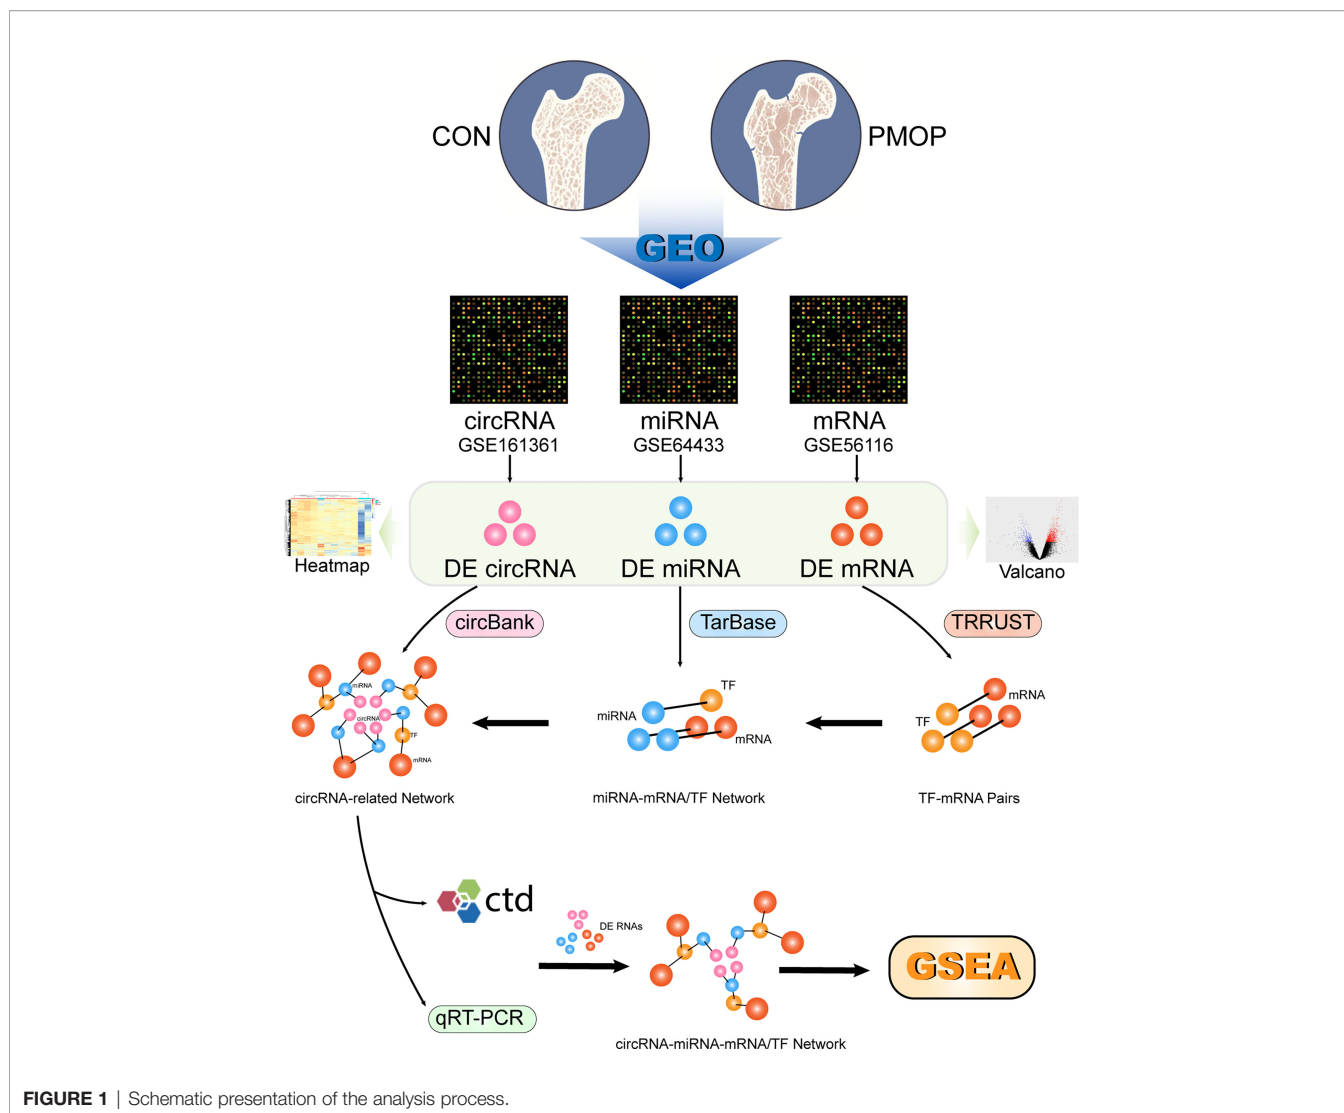 CON
PMOP
GEO
circRNA
GSE161361
miRNA
GSE64433
mRNA
GSE56116
Heatmap
DE circRNA
DE miRNA
DE mRNA
Valcano
circBank
TarBase
TRRUST
miRNA
circRNA
TF
mRNA
TF
miRNA
mRNA
mRNA
TF
circRNA-related Network
miRNA-mRNA/TF Network
TF-mRNA Pairs
ctd
DE RNAs
GSEA
qRT-PCR
circRNA-miRNA-mRNA/TF Network
FIGURE 1 | Schematic presentation of the analysis process.